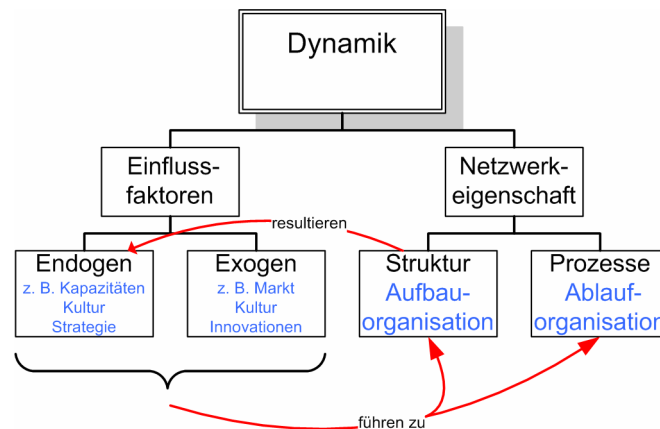 Dynamik
Einfluss-
faktoren
Netzwerk-
eigenschaft
resultieren
Endogen
z. B. Kapazitäten
Kultur
Strategie
Exogen
z. B. Markt
Kultur
Innovationen
Struktur
Aufbau-
organisation
Prozesse
Ablauf-
organisation
führen zu